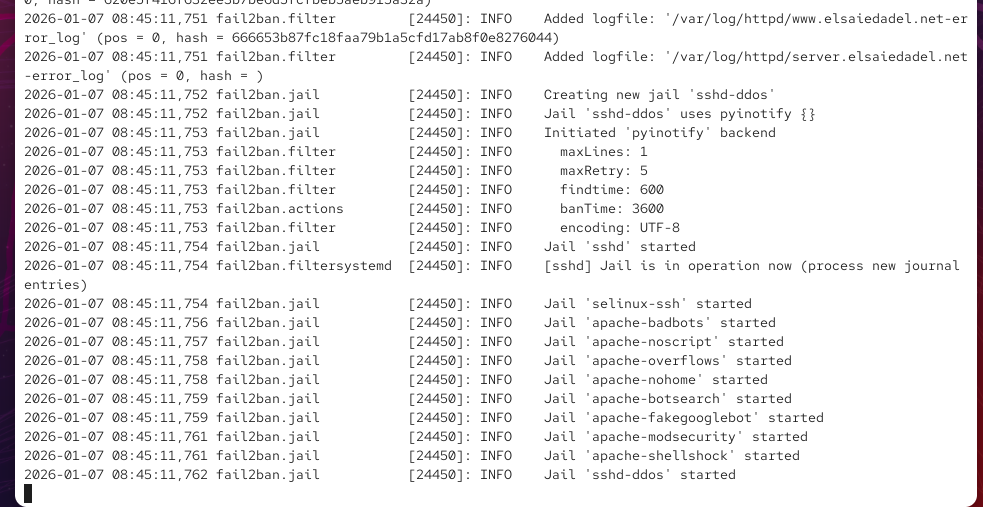 2026-01-07 08:45:11,751 fail2ban.filter         [24450]: INFO    Added logfile: '/var/log/httpd/www.elsaiedadel.net-er
ror_log' (pos = 0, hash = 666653b87fc18faa79b1a5cfd17ab8f0e8276044)
2026-01-07 08:45:11,751 fail2ban.filter         [24450]: INFO    Added logfile: '/var/log/httpd/server.elsaiedadel.net
-error_log' (pos = 0, hash = )
2026-01-07 08:45:11,752 fail2ban.jail           [24450]: INFO    Creating new jail 'sshd-ddos'
2026-01-07 08:45:11,752 fail2ban.jail           [24450]: INFO    Jail 'sshd-ddos' uses pyinotify {}
2026-01-07 08:45:11,753 fail2ban.jail           [24450]: INFO    Initiated 'pyinotify' backend
2026-01-07 08:45:11,753 fail2ban.filter         [24450]: INFO      maxLines: 1
2026-01-07 08:45:11,753 fail2ban.filter         [24450]: INFO      maxRetry: 5
2026-01-07 08:45:11,753 fail2ban.filter         [24450]: INFO      findtime: 600
2026-01-07 08:45:11,753 fail2ban.actions        [24450]: INFO      banTime: 3600
2026-01-07 08:45:11,753 fail2ban.filter         [24450]: INFO      encoding: UTF-8
2026-01-07 08:45:11,754 fail2ban.jail           [24450]: INFO    Jail 'sshd' started
2026-01-07 08:45:11,754 fail2ban.filtersystemd  [24450]: INFO    [sshd] Jail is in operation now (process new journal
entries)
2026-01-07 08:45:11,754 fail2ban.jail           [24450]: INFO    Jail 'selinux-ssh' started
2026-01-07 08:45:11,756 fail2ban.jail           [24450]: INFO    Jail 'apache-badbots' started
2026-01-07 08:45:11,757 fail2ban.jail           [24450]: INFO    Jail 'apache-noscript' started
2026-01-07 08:45:11,758 fail2ban.jail           [24450]: INFO    Jail 'apache-overflows' started
2026-01-07 08:45:11,758 fail2ban.jail           [24450]: INFO    Jail 'apache-nohome' started
2026-01-07 08:45:11,759 fail2ban.jail           [24450]: INFO    Jail 'apache-botsearch' started
2026-01-07 08:45:11,759 fail2ban.jail           [24450]: INFO    Jail 'apache-fakegooglebot' started
2026-01-07 08:45:11,761 fail2ban.jail           [24450]: INFO    Jail 'apache-modsecurity' started
2026-01-07 08:45:11,761 fail2ban.jail           [24450]: INFO    Jail 'apache-shellshock' started
2026-01-07 08:45:11,762 fail2ban.jail           [24450]: INFO    Jail 'sshd-ddos' started